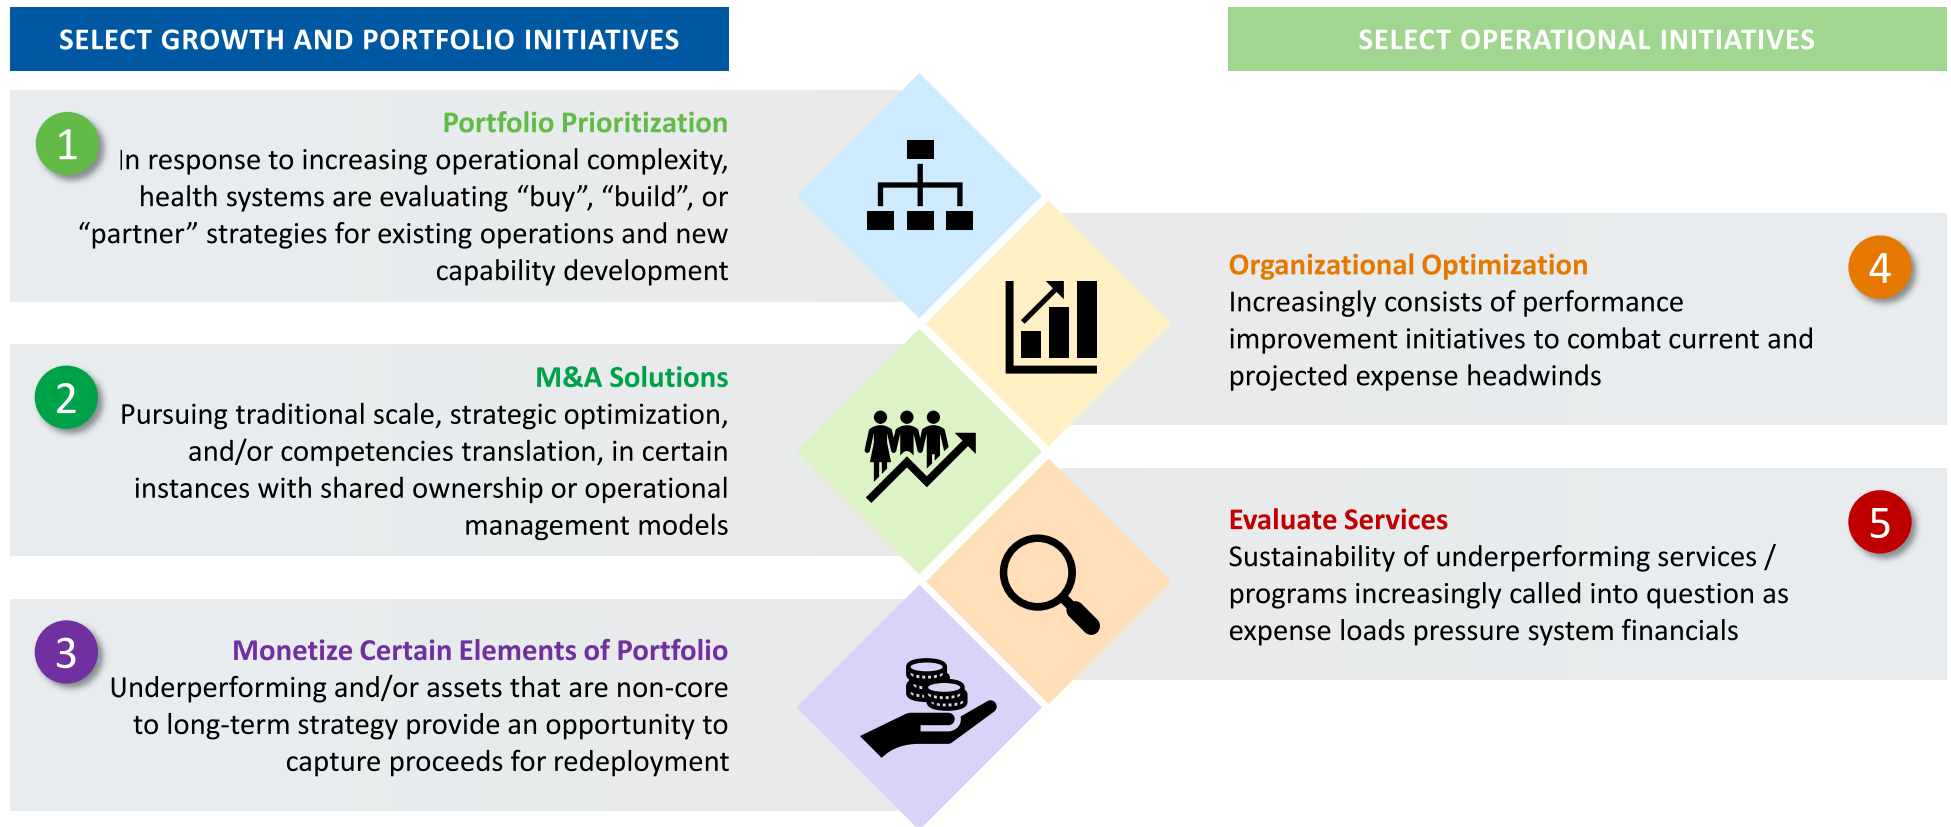 SELECT GROWTH AND PORTFOLIO INITIATIVES
1
Portfolio Prioritization
In response to increasing operational complexity,
health systems are evaluating “buy”, “build”, or
“partner” strategies for existing operations and new
capability development
2
M&A Solutions
Pursuing traditional scale, strategic optimization,
and/or competencies translation, in certain
instances with shared ownership or operational
management models
3
Monetize Certain Elements of Portfolio
Underperforming and/or assets that are non-core
to long-term strategy provide an opportunity to
capture proceeds for redeployment
SELECT OPERATIONAL INITIATIVES
4
Organizational Optimization
Increasingly consists of performance
improvement initiatives to combat current and
projected expense headwinds
5
Evaluate Services
Sustainability of underperforming services /
programs increasingly called into question as
expense loads pressure system financials